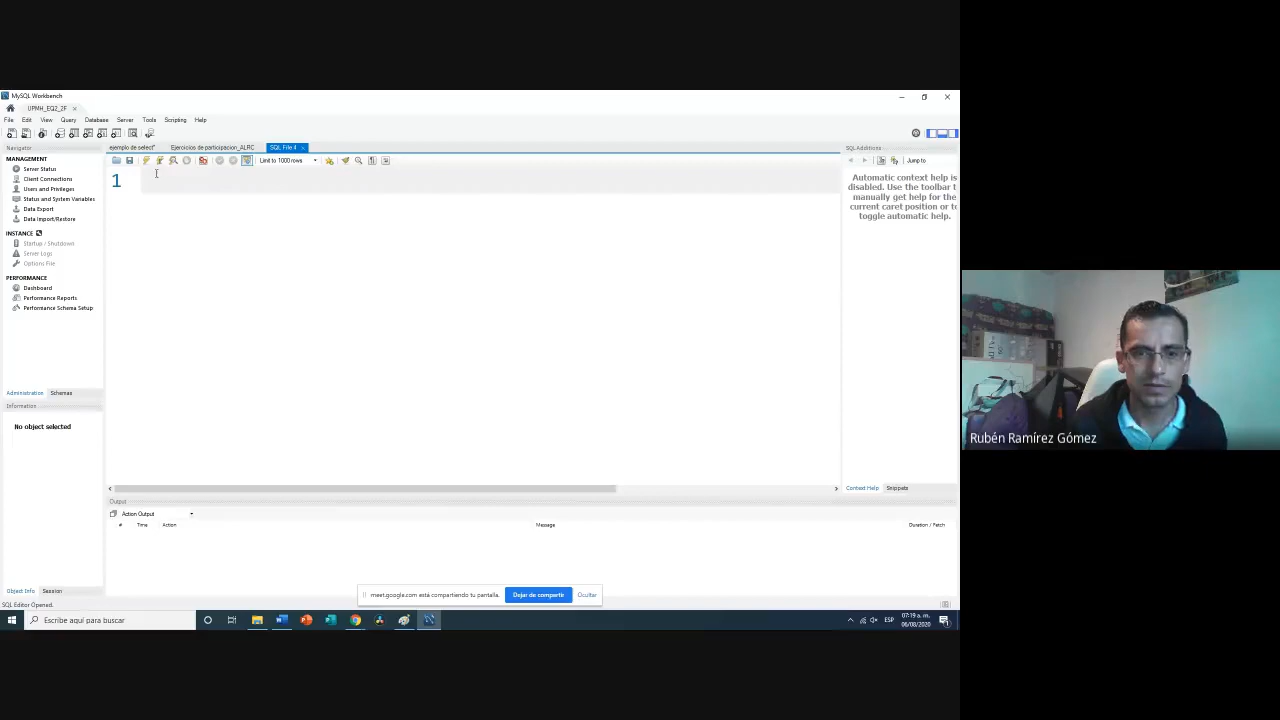 MySQL Workbench
UPMH_EQ2_2F
File Edit View Query Database Server Tools Scripting Help
Navigator
MANAGEMENT
Server Status
Client Connections
Users and Privileges
Status and System Variables
Data Export
Data Import/Restore
INSTANCE
Startup / Shutdown
Server Logs
Options File
PERFORMANCE
Dashboard
Performance Reports
Performance Schema Setup
Administration Schemas
Information
No object selected
Object Info Session
SQL Editor Opened.
ejemplo de select* Ejercicios de participacion_ALRC SQL File 4
Limit to 1000 rows
1
Output
Action Output
# Time Action Message Duration / Fetch
SQL Additions
Jump to
Automatic context help is
disabled. Use the toolbar t
manually get help for the
current caret position or to
toggle automatic help.
Context Help Snippets
meet.google.com está compartiendo tu pantalla. Dejar de compartir Ocultar
Escribe aquí para buscar
ESP
07:19 a. m.
06/08/2020
Rubén Ramírez Gómez